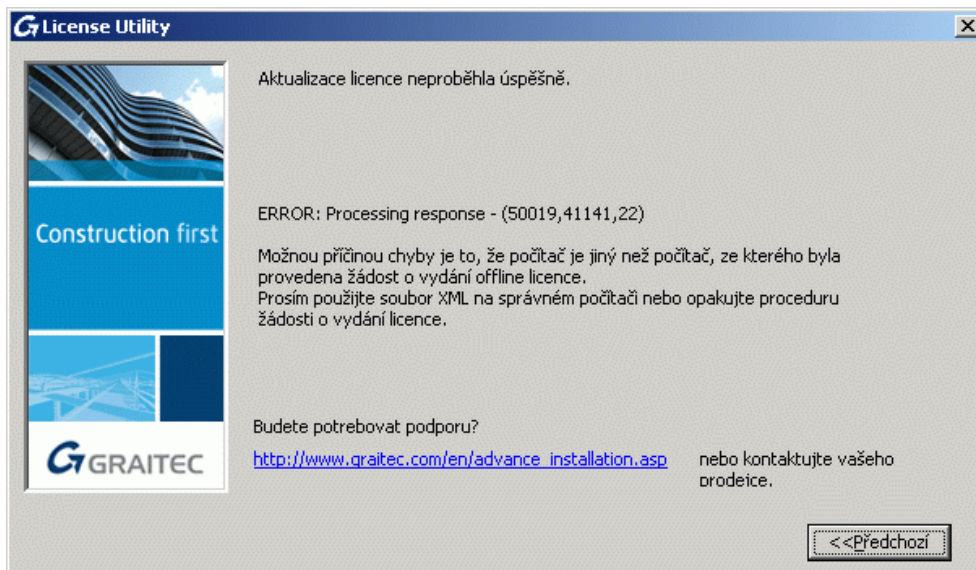 License Utility
Aktualizace licence neproběhla úspěšně.
Construction first
ERROR: Processing response - (50019,41141,22)
Možnou příčinou chyby je to, že počítač je jiný než počítač, ze kterého byla
provedena žádost o vydání offline licence.
Prosím použijte soubor XML na správném počítači nebo opakujte proceduru
žádosti o vydání licence.
Budete potrebovat podporu?
http://www.graitec.com/en/advance_installation.asp nebo kontaktujte vašeho
prodejce.
GRAITEC
<<Předchozí